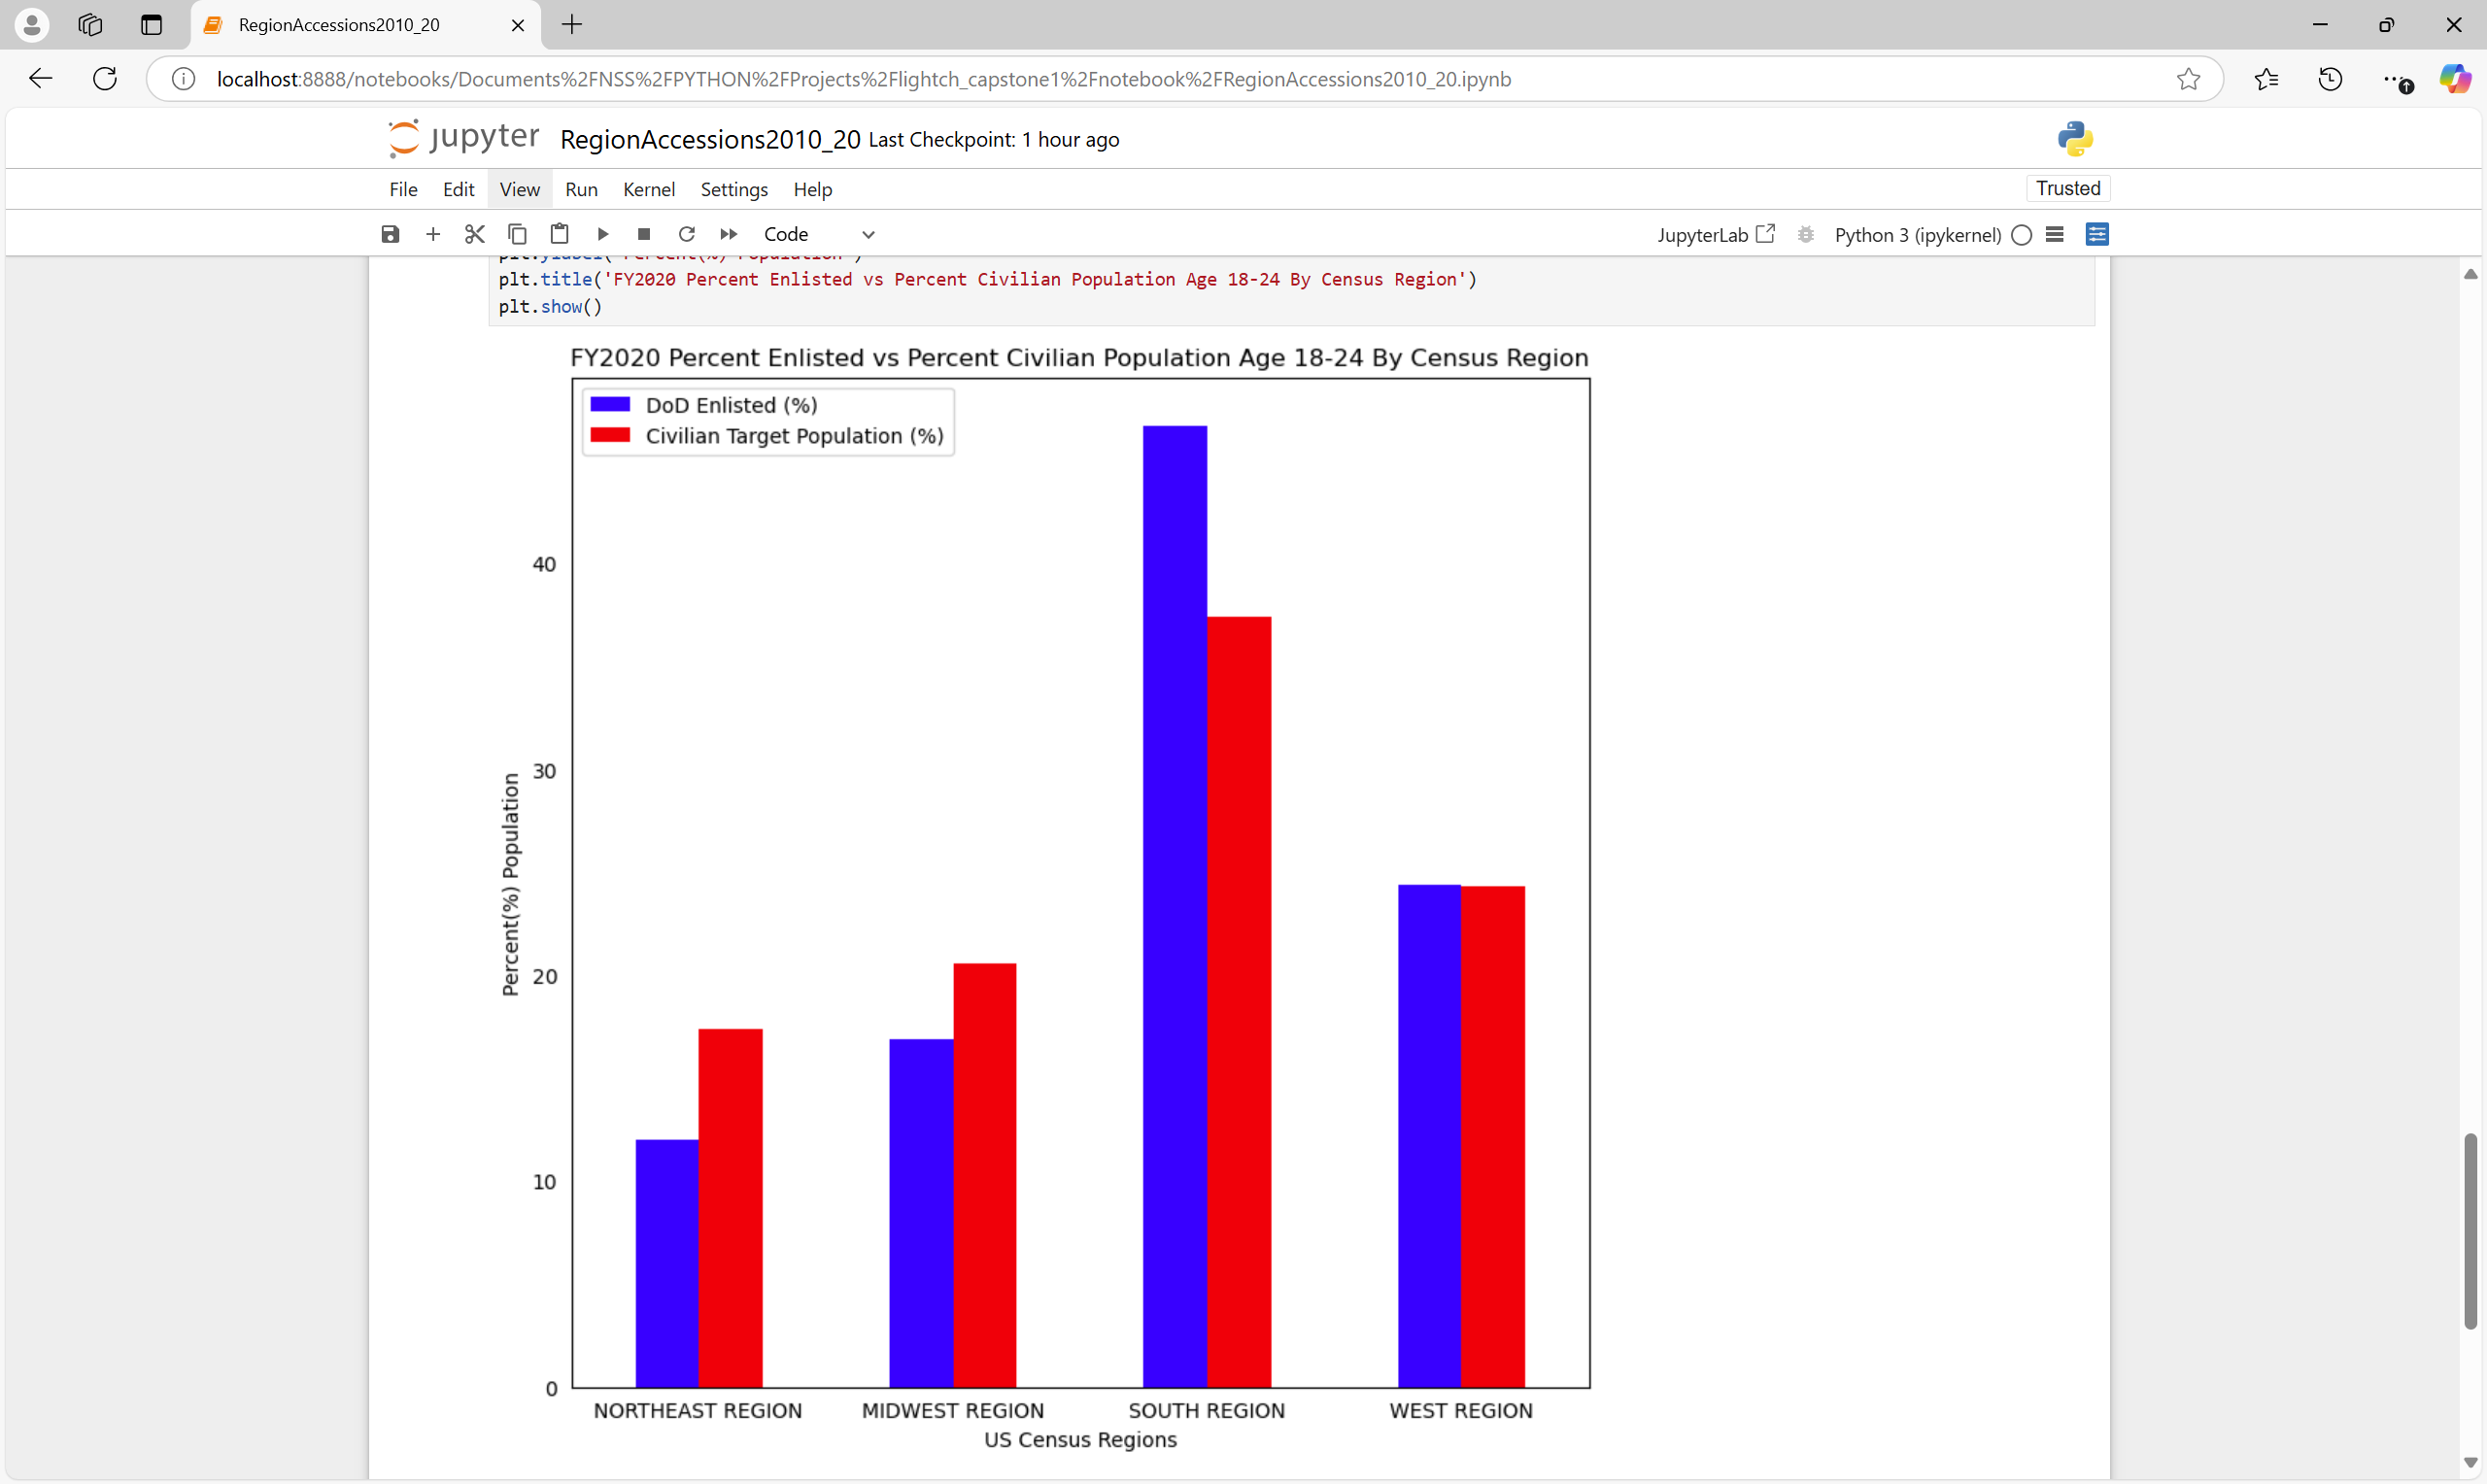 RegionAccessions2010_20
localhost:8888/notebooks/Documents%2FNSS%2FPYTHON%2FProjects%2Flightch_capstone1%2Fnotebook%2FRegionAccessions2010_20.ipynb
jupyter RegionAccessions2010_20 Last Checkpoint: 1 hour ago
File Edit View Run Kernel Settings Help
Trusted
Code
JupyterLab Python 3 (ipykernel)
plt.ylabel('Percent(%) Population')
plt.title('FY2020 Percent Enlisted vs Percent Civilian Population Age 18-24 By Census Region')
plt.show()
FY2020 Percent Enlisted vs Percent Civilian Population Age 18-24 By Census Region
DoD Enlisted (%)
Civilian Target Population (%)
40
30
20
10
0
Percent(%) Population
NORTHEAST REGION MIDWEST REGION SOUTH REGION WEST REGION
US Census Regions